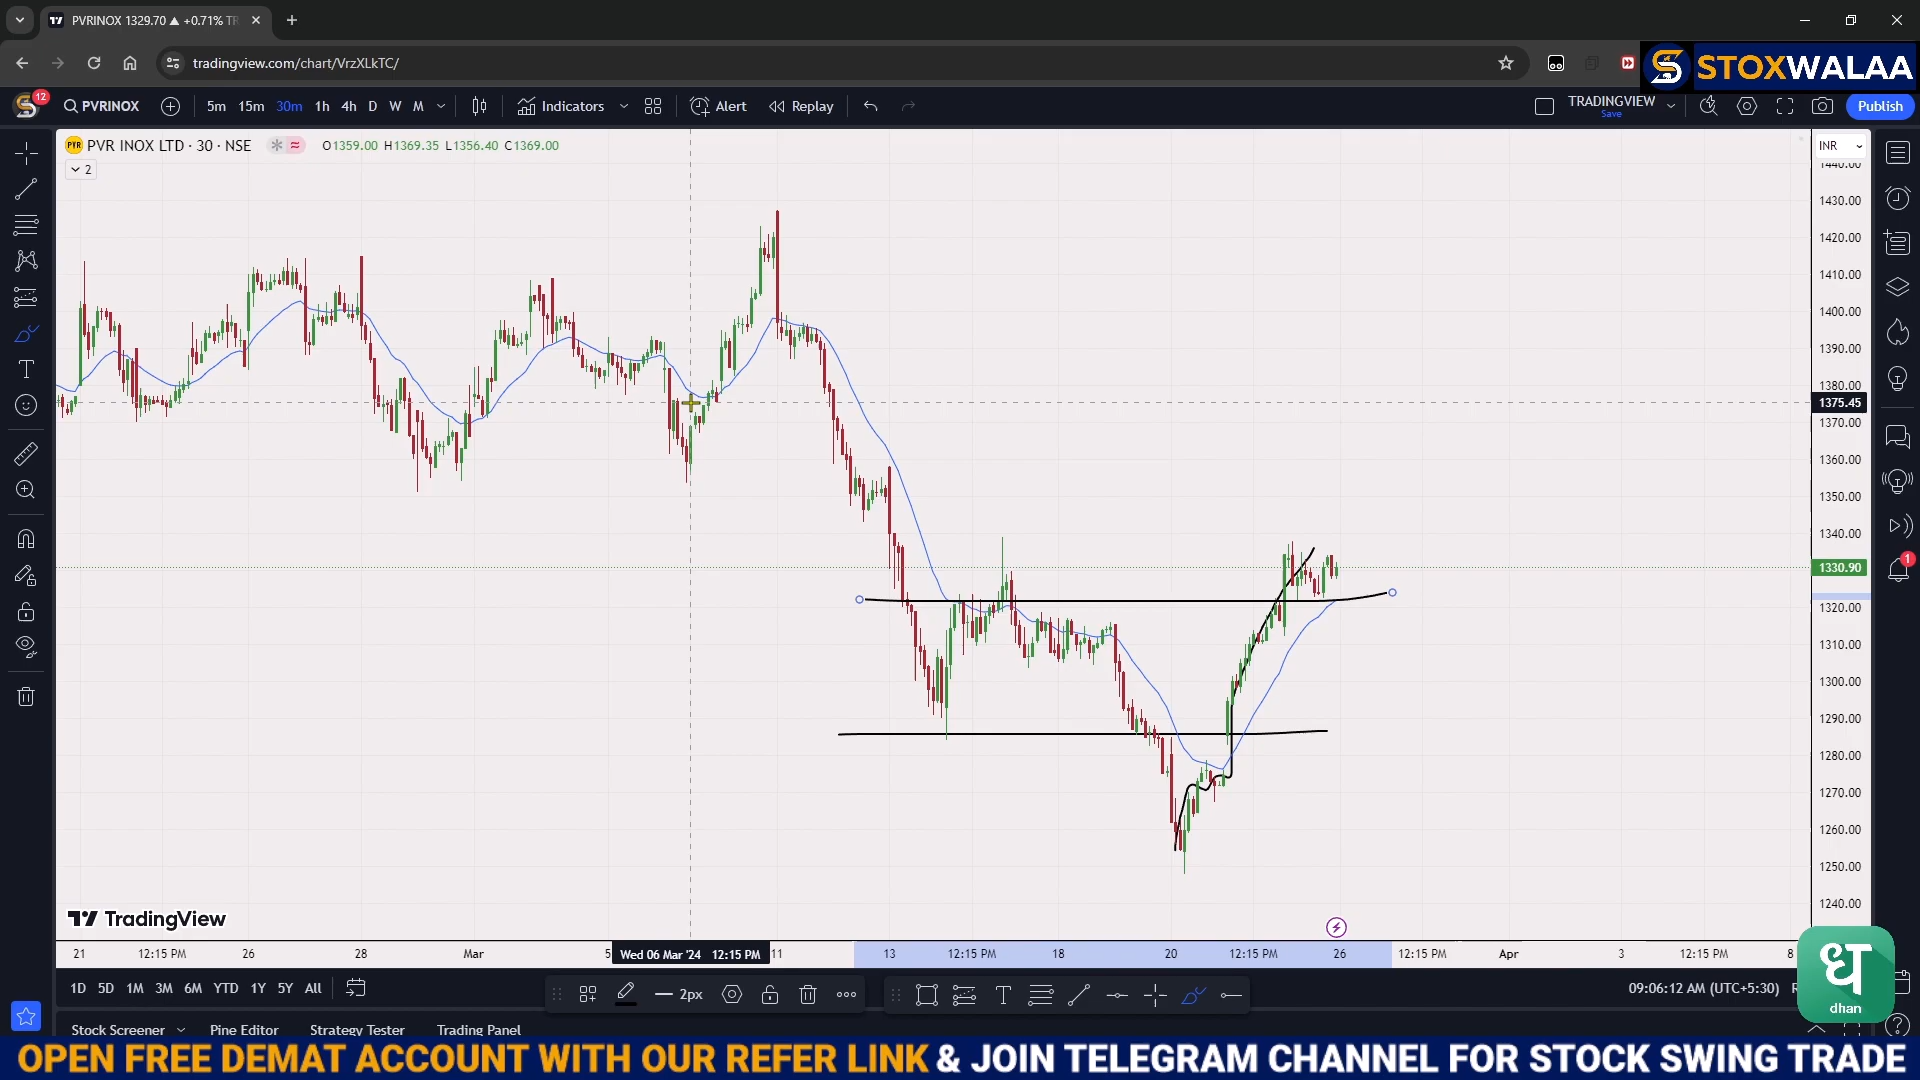 PVRINOX 1329.70 ▲ +0.71% TR
tradingview.com/chart/VrzXLkTC/
STOXWALAA
12
PVRINOX 5m 15m 30m 1h 4h D W M Indicators Alert Replay TRADINGVIEW Publish
Save
PVR PVR INOX LTD · 30 · NSE O1359.00 H1369.35 L1356.40 C1369.00
INR
2
1440.00
1430.00
1420.00
1410.00
1400.00
1390.00
1380.00
1375.45
1370.00
1360.00
1350.00
1340.00
1330.90
1320.00
1310.00
1300.00
1290.00
1280.00
1270.00
1260.00
1250.00
1240.00
1
TradingView
21 12:15 PM 26 28 Mar 5 Wed 06 Mar '24 12:15 PM 11 13 12:15 PM 18 20 12:15 PM 26 12:15 PM Apr 3 12:15 PM 8
1D 5D 1M 3M 6M YTD 1Y 5Y All 2px 09:06:12 AM (UTC+5:30)
ध
dhan
Stock Screener Pine Editor Strategy Tester Trading Panel
OPEN FREE DEMAT ACCOUNT WITH OUR REFER LINK & JOIN TELEGRAM CHANNEL FOR STOCK SWING TRADE